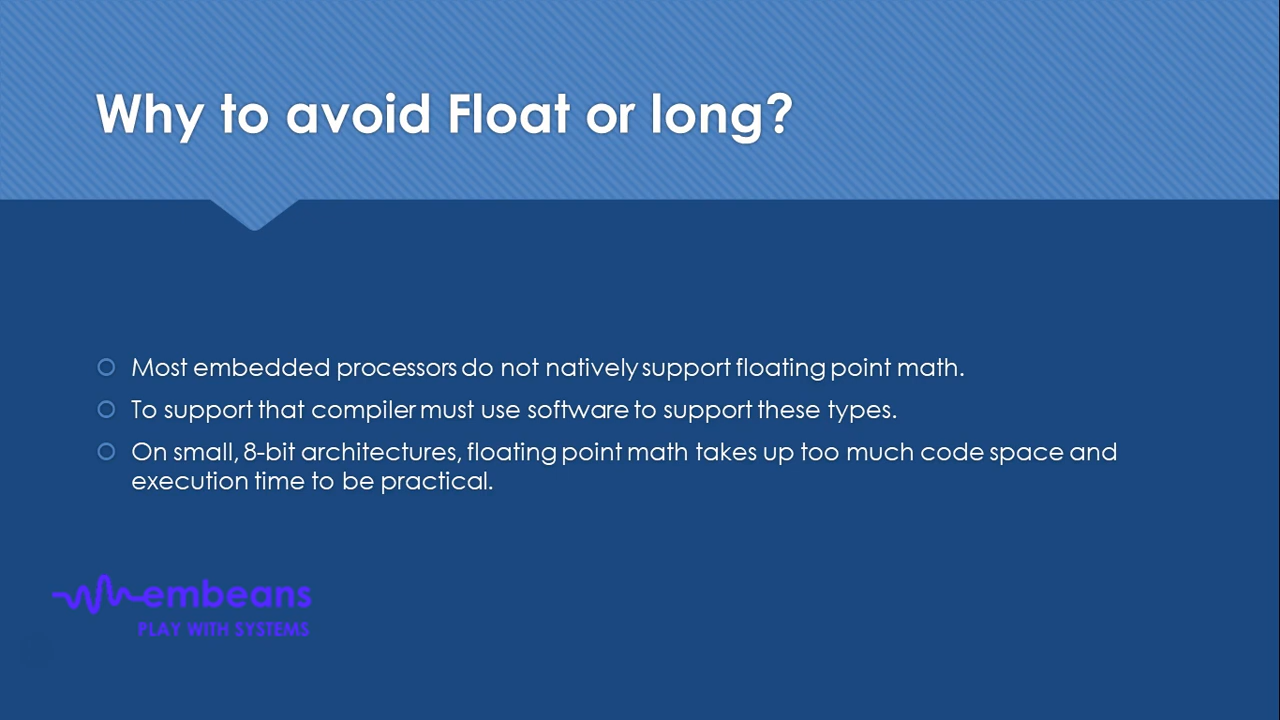 Why to avoid Float or long?
Most embedded processors do not natively support floating point math.
To support that compiler must use software to support these types.
On small, 8-bit architectures, floating point math takes up too much code space and
execution time to be practical.
embeans
PLAY WITH SYSTEMS